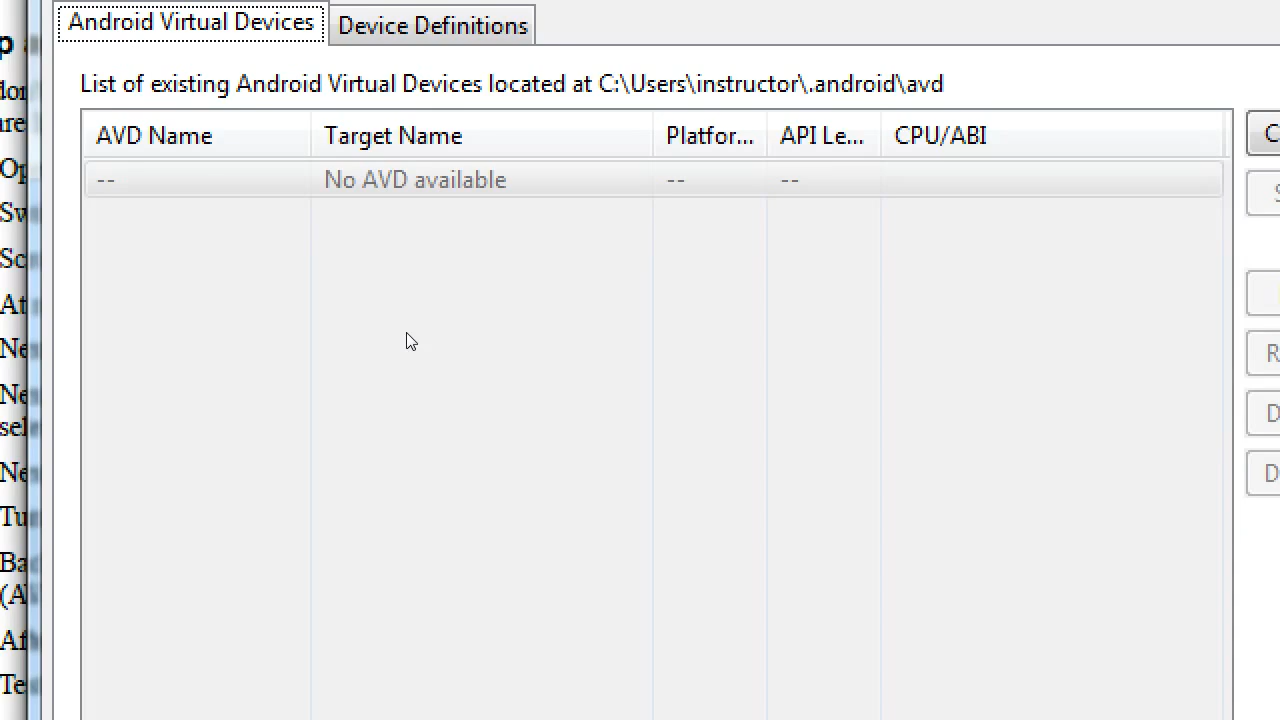 Android Virtual Devices
Device Definitions
List of existing Android Virtual Devices located at C:\Users\instructor\.android\avd
AVD Name Target Name Platfor... API Le... CPU/ABI
-- No AVD available -- --